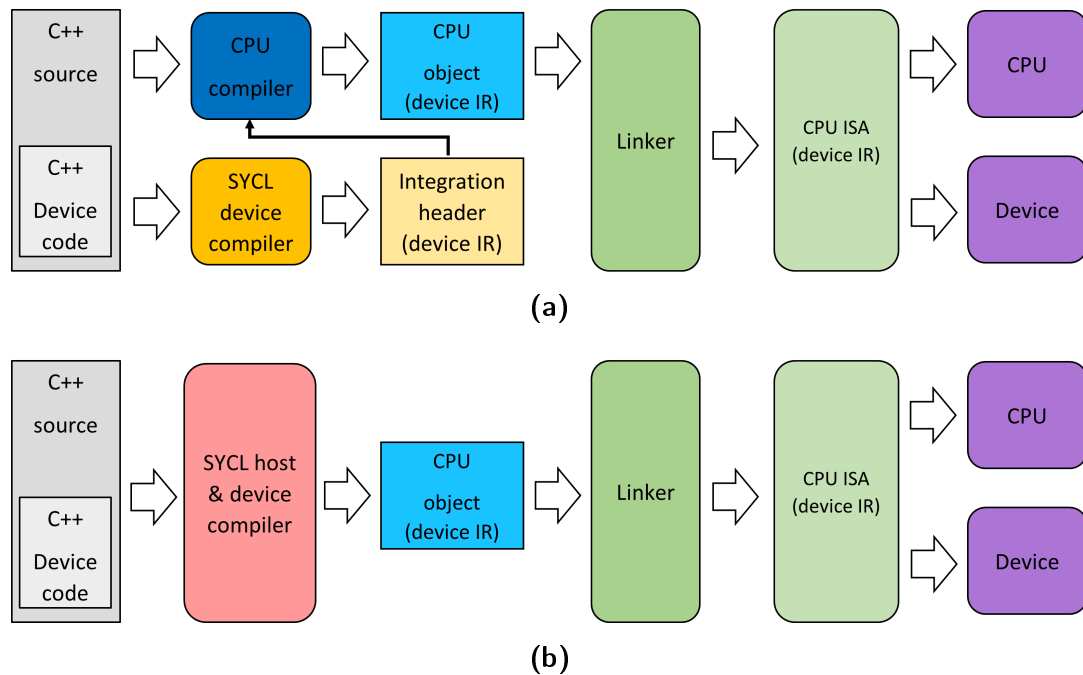 C++
source
C++
Device
code
CPU
compiler
SYCL
device
compiler
CPU
object
(device IR)
Integration
header
(device IR)
Linker
CPU ISA
(device IR)
CPU
Device
(a)
C++
source
C++
Device
code
SYCL host
& device
compiler
CPU
object
(device IR)
Linker
CPU ISA
(device IR)
CPU
Device
(b)